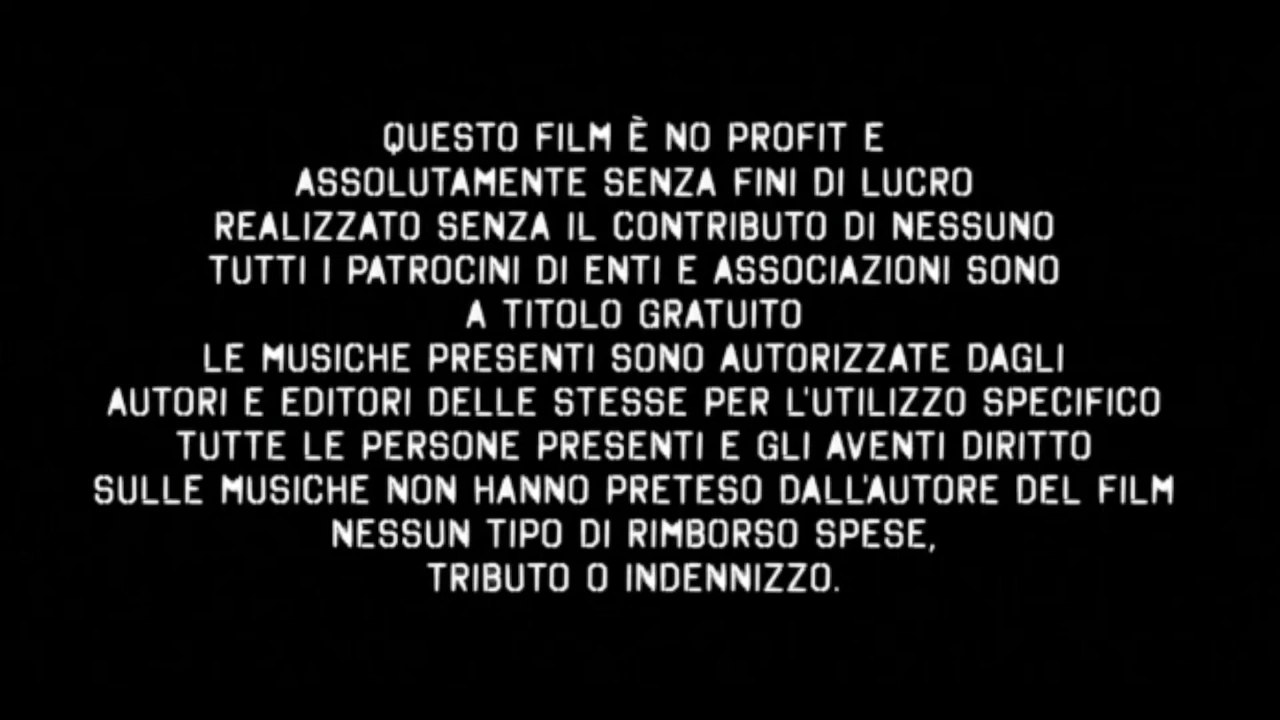 QUESTO FILM È NO PROFIT E
ASSOLUTAMENTE SENZA FINI DI LUCRO
REALIZZATO SENZA IL CONTRIBUTO DI NESSUNO
TUTTI I PATROCINI DI ENTI E ASSOCIAZIONI SONO
A TITOLO GRATUITO
LE MUSICHE PRESENTI SONO AUTORIZZATE DAGLI
AUTORI E EDITORI DELLE STESSE PER L'UTILIZZO SPECIFICO
TUTTE LE PERSONE PRESENTI E GLI AVENTI DIRITTO
SULLE MUSICHE NON HANNO PRETESO DALL'AUTORE DEL FILM
NESSUN TIPO DI RIMBORSO SPESE,
TRIBUTO O INDENNIZZO.